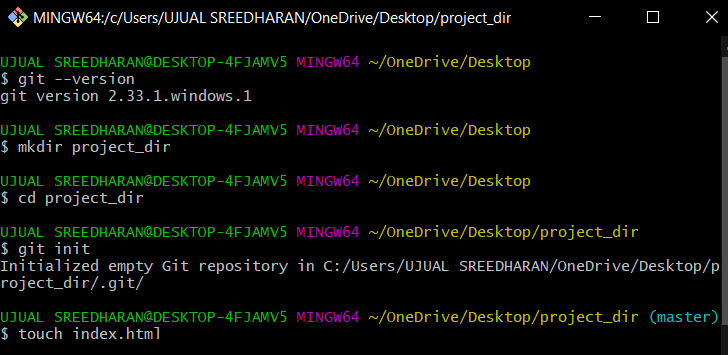 MINGW64:/c/Users/UJUAL SREEDHARAN/OneDrive/Desktop/project_dir
UJUAL SREEDHARAN@DESKTOP-4FJAMV5 MINGW64 ~/OneDrive/Desktop
$ git --version
git version 2.33.1.windows.1
UJUAL SREEDHARAN@DESKTOP-4FJAMV5 MINGW64 ~/OneDrive/Desktop
$ mkdir project_dir
UJUAL SREEDHARAN@DESKTOP-4FJAMV5 MINGW64 ~/OneDrive/Desktop
$ cd project_dir
UJUAL SREEDHARAN@DESKTOP-4FJAMV5 MINGW64 ~/OneDrive/Desktop/project_dir
$ git init
Initialized empty Git repository in C:/Users/UJUAL SREEDHARAN/OneDrive/Desktop/p
roject_dir/.git/
UJUAL SREEDHARAN@DESKTOP-4FJAMV5 MINGW64 ~/OneDrive/Desktop/project_dir (master)
$ touch index.html